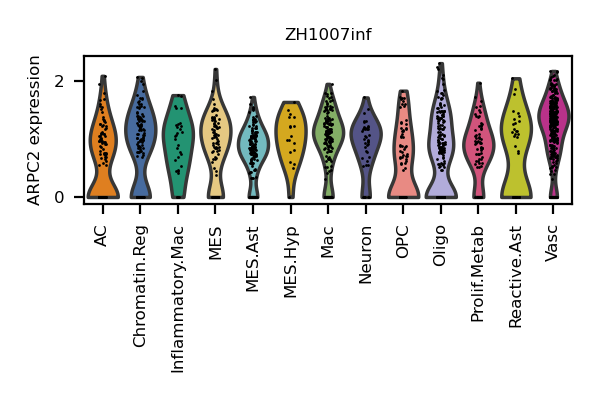 ZH1007inf
ARPC2 expression
2
0
AC
Chromatin.Reg
Inflammatory.Mac
MES
MES.Ast
MES.Hyp
Mac
Neuron
OPC
Oligo
Prolif.Metab
Reactive.Ast
Vasc